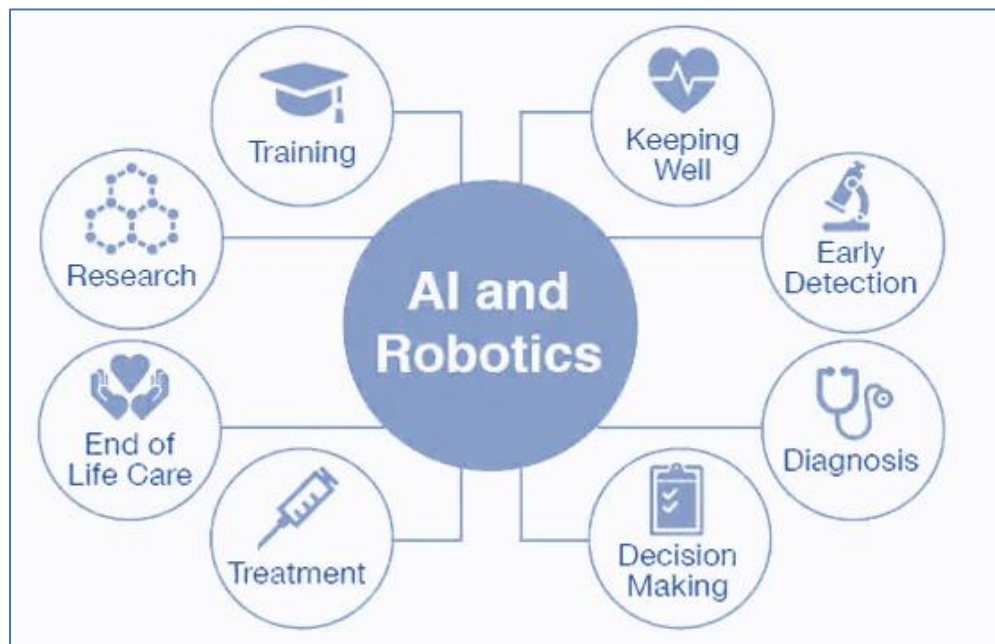 AI and
Robotics
Training
Keeping
Well
Research
Early
Detection
End of
Life Care
Diagnosis
Treatment
Decision
Making